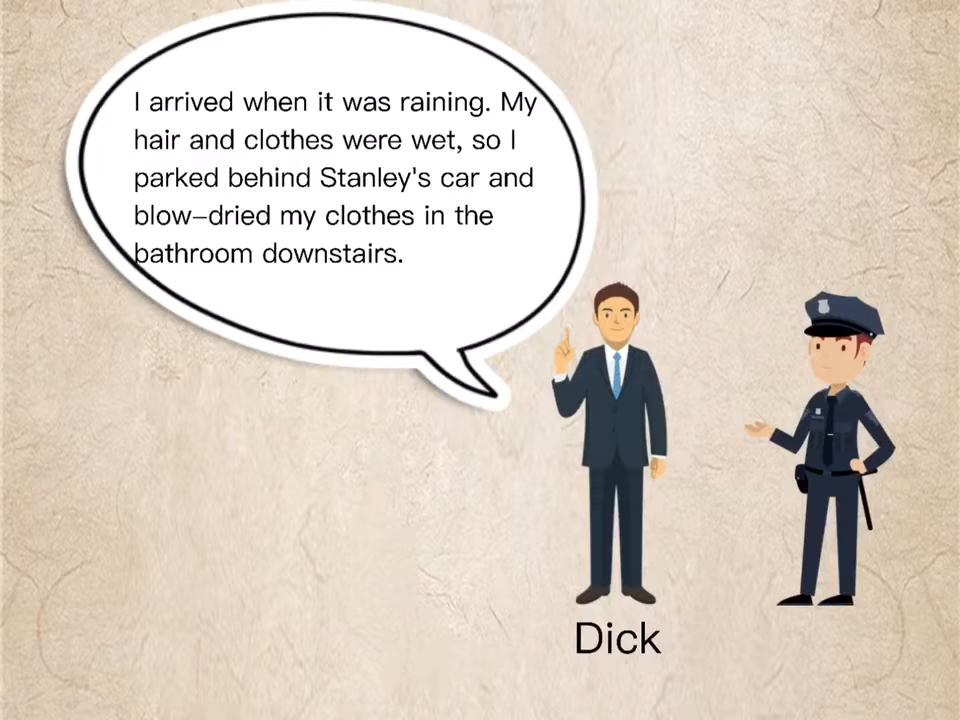 I arrived when it was raining. My
hair and clothes were wet, so I
parked behind Stanley's car and
blow–dried my clothes in the
bathroom downstairs.
Dick